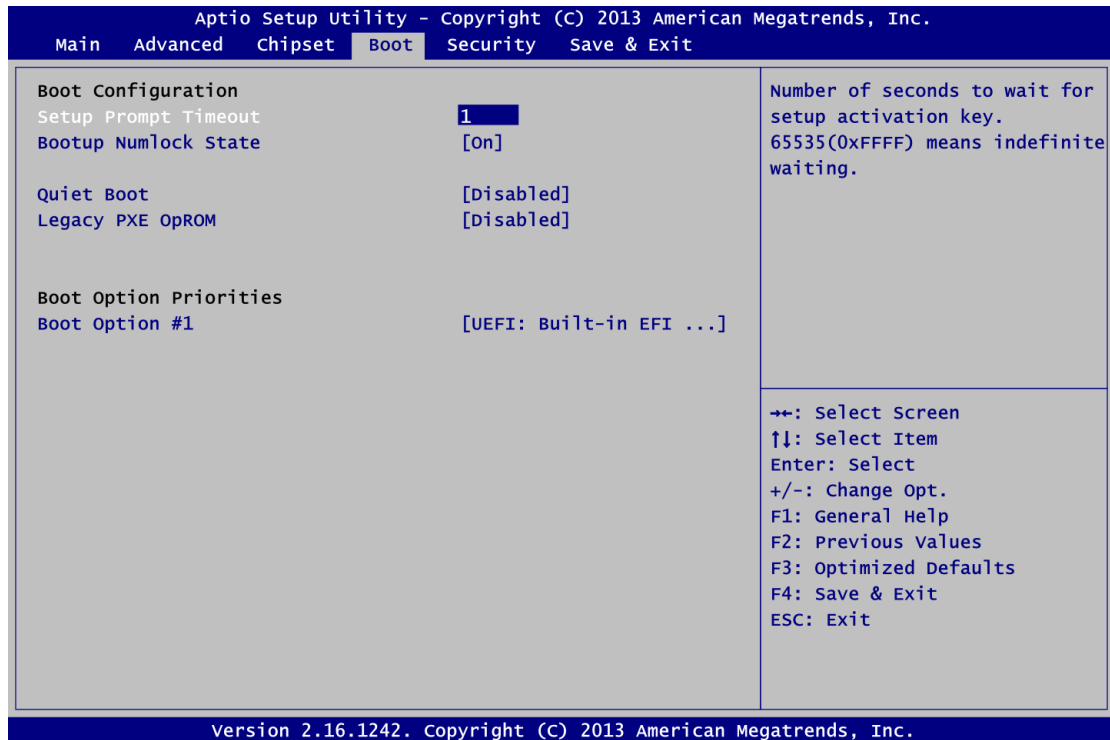 Aptio Setup Utility - Copyright (C) 2013 American Megatrends, Inc.
Main Advanced Chipset Boot Security Save & Exit
Boot Configuration
Setup Prompt Timeout 1
Bootup Numlock State [On]
Quiet Boot [Disabled]
Legacy PXE OpROM [Disabled]
Boot Option Priorities
Boot Option #1 [UEFI: Built-in EFI ...]
Number of seconds to wait for
setup activation key.
65535(0xFFFF) means indefinite
waiting.
→←: Select Screen
↑↓: Select Item
Enter: Select
+/-: Change Opt.
F1: General Help
F2: Previous Values
F3: Optimized Defaults
F4: Save & Exit
ESC: Exit
Version 2.16.1242. Copyright (C) 2013 American Megatrends, Inc.